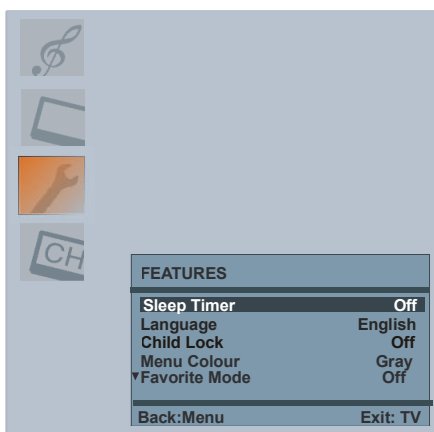 CH
FEATURES
Sleep Timer Off
Language English
Child Lock Off
Menu Colour Gray
▼Favorite Mode Off
Back:Menu Exit: TV